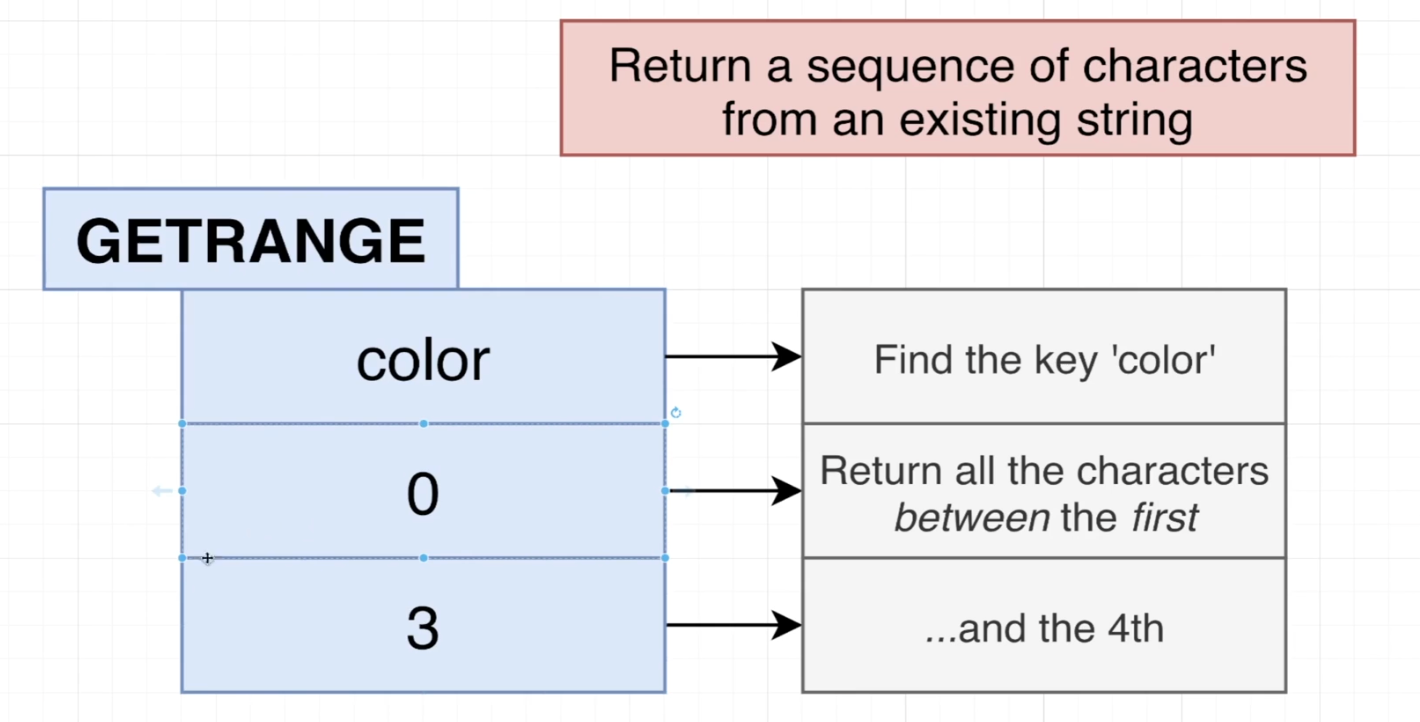 Return a sequence of characters
from an existing string
GETRANGE
color
Find the key 'color'
0
Return all the characters
between the first
3
...and the 4th